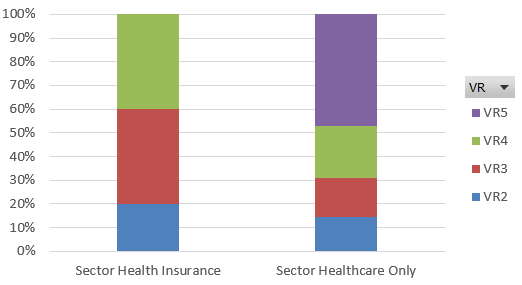 100%
90%
80%
70%
60%
50%
40%
30%
20%
10%
0%
Sector Health Insurance
Sector Healthcare Only
VR
VR5
VR4
VR3
VR2